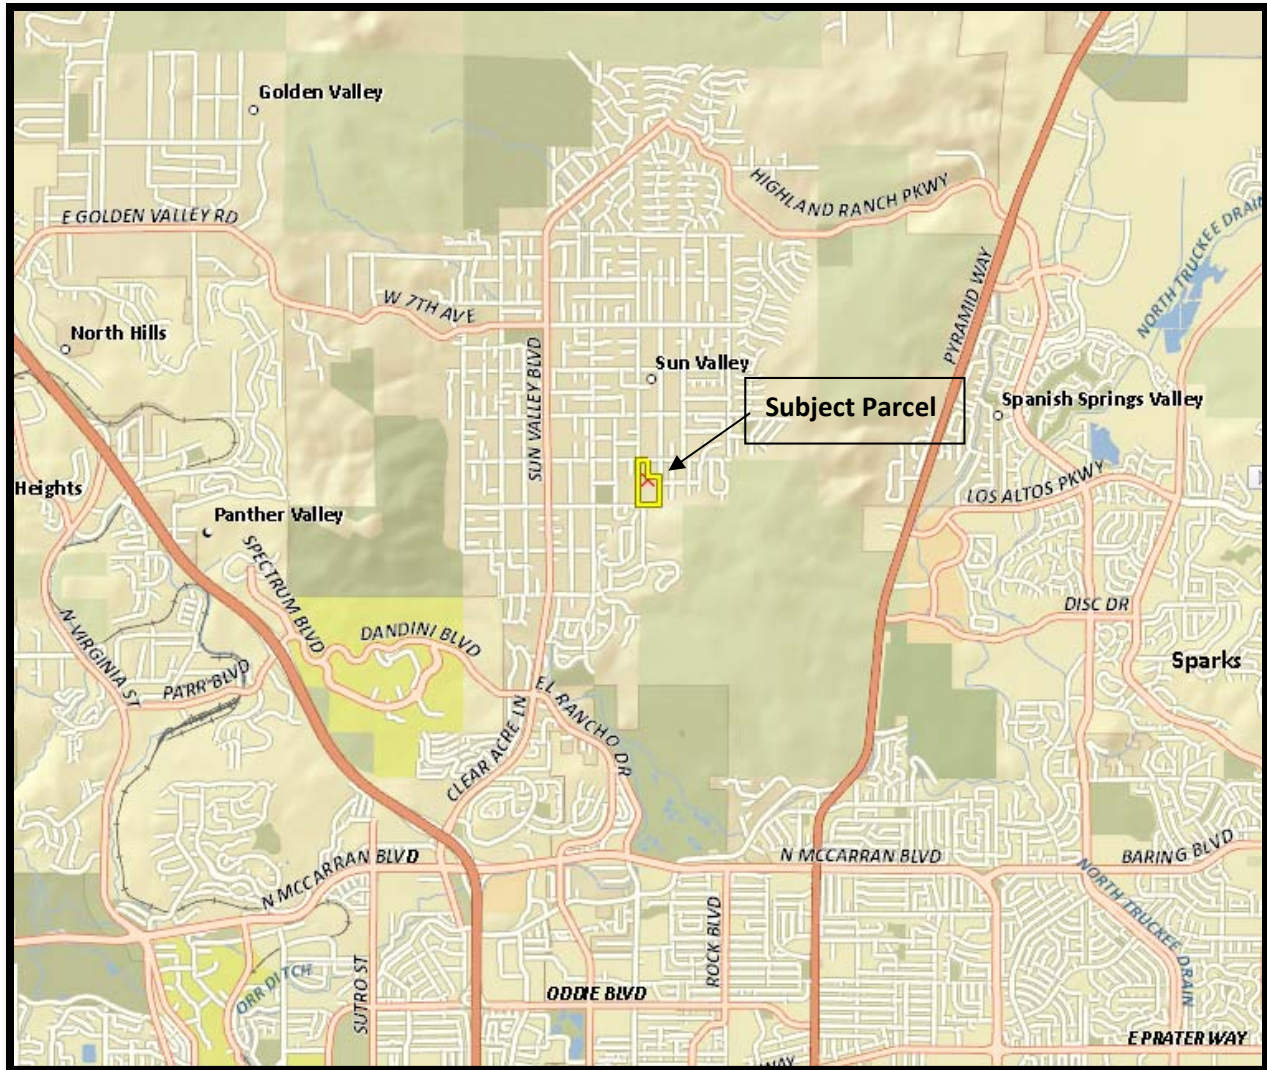 Golden Valley
HIGHLAND RANCH PKWY
E GOLDEN VALLEY RD
NORTH TRUCKEE DRAIN
PYRAMID WAY
W 7TH AVE
North Hills
SUN VALLEY BLVD
Sun Valley
Subject Parcel
Spanish Springs Valley
Heights
LOS ALTOS PKWY
Panther Valley
SPECTRUM BLVD
DISC DR
N VIRGINIA ST
DANDINI BLVD
Sparks
PARR BLVD
EL RANCHO DR
CLEAR ACRE LN
N MCCARRAN BLVD
N MCCARRAN BLVD
BARING BLVD
NORTH TRUCKEE DRAIN
ROCK BLVD
ORR DITCH
SUTRO ST
ODDIE BLVD
E PRATER WAY
WAY